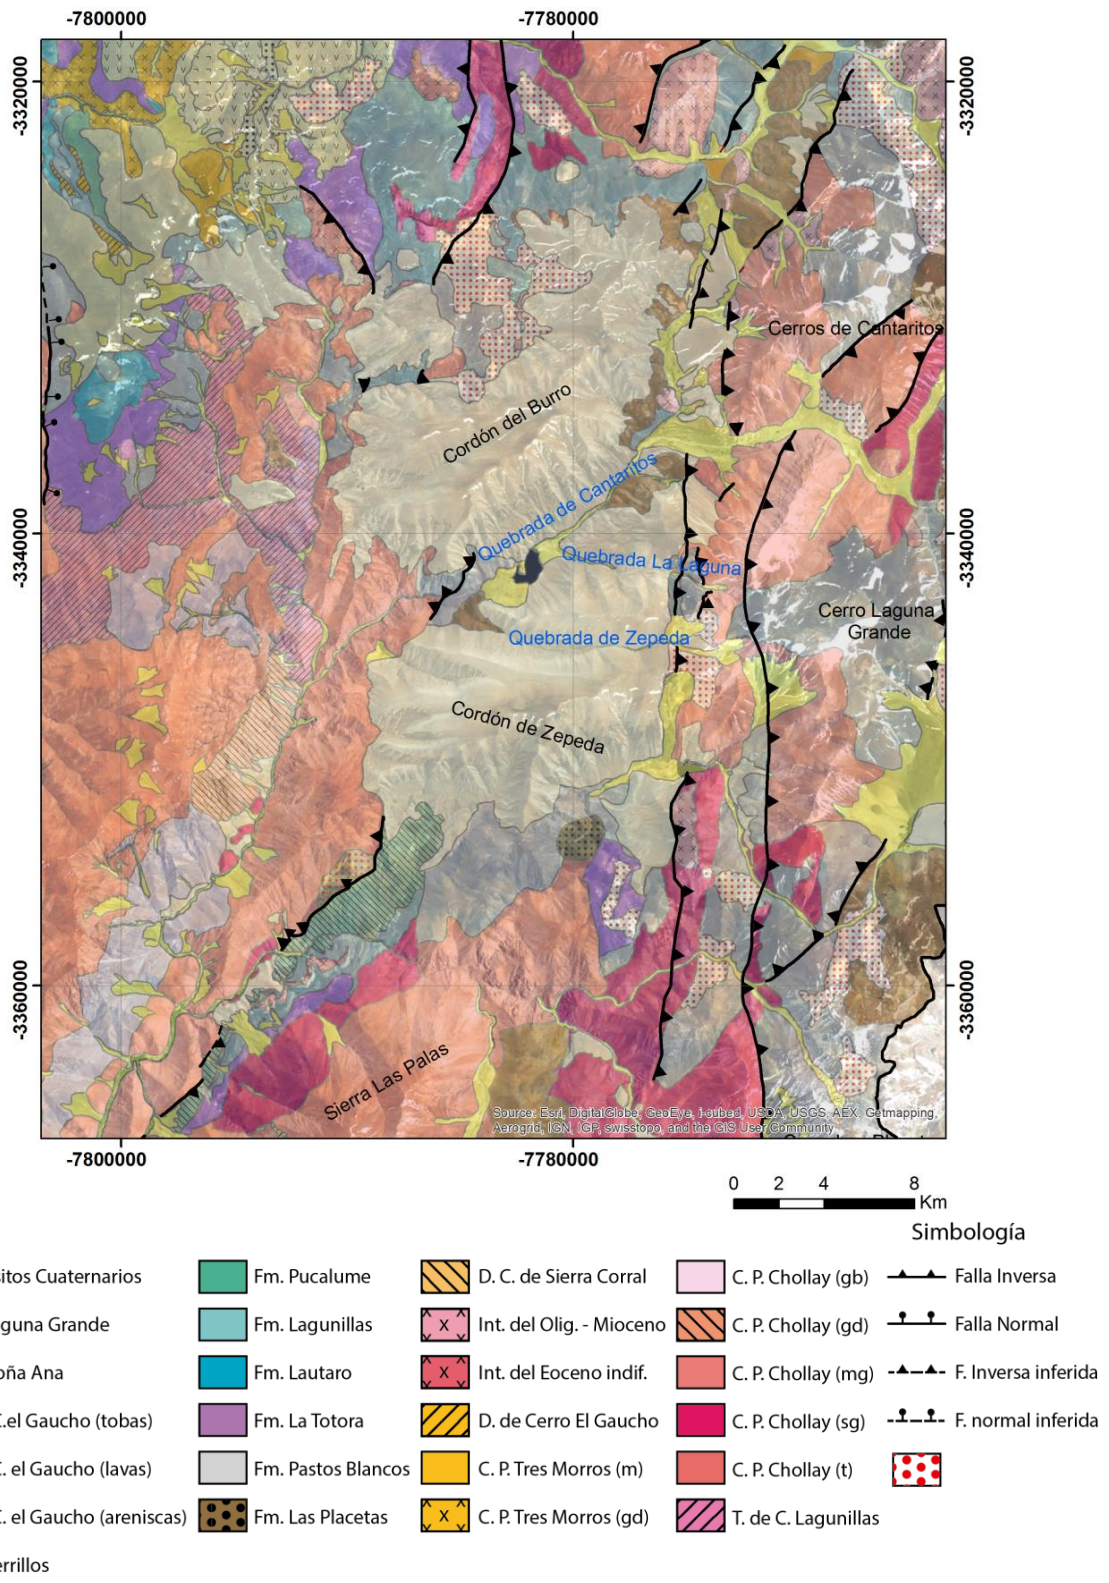 -7800000
-7780000
-3320000
-3320000
Cerros de Cantaritos
Cordón del Burro
Quebrada de Cantaritos
-3340000
-3340000
Quebrada La Laguna
Cerro Laguna
Grande
Quebrada de Zepeda
Cordón de Zepeda
-3360000
-3360000
Sierra Las Palas
Source: Esri, DigitalGlobe, GeoEye, i-cubed, USDA, USGS, AEX, Getmapping,
Aerogrid, IGN, IGP, swisstopo, and the GIS User Community
-7800000
-7780000
0 2 4 8
Km
Simbología
sitos Cuaternarios
guna Grande
oña Ana
C.el Gaucho (tobas)
C. el Gaucho (lavas)
C. el Gaucho (areniscas)
errillos
Fm. Pucalume
Fm. Lagunillas
Fm. Lautaro
Fm. La Totora
Fm. Pastos Blancos
Fm. Las Placetas
D. C. de Sierra Corral
X Int. del Olig. - Mioceno
X Int. del Eoceno indif.
D. de Cerro El Gaucho
C. P. Tres Morros (m)
X C. P. Tres Morros (gd)
C. P. Chollay (gb)
C. P. Chollay (gd)
C. P. Chollay (mg)
C. P. Chollay (sg)
C. P. Chollay (t)
T. de C. Lagunillas
Falla Inversa
Falla Normal
F. Inversa inferida
F. normal inferida